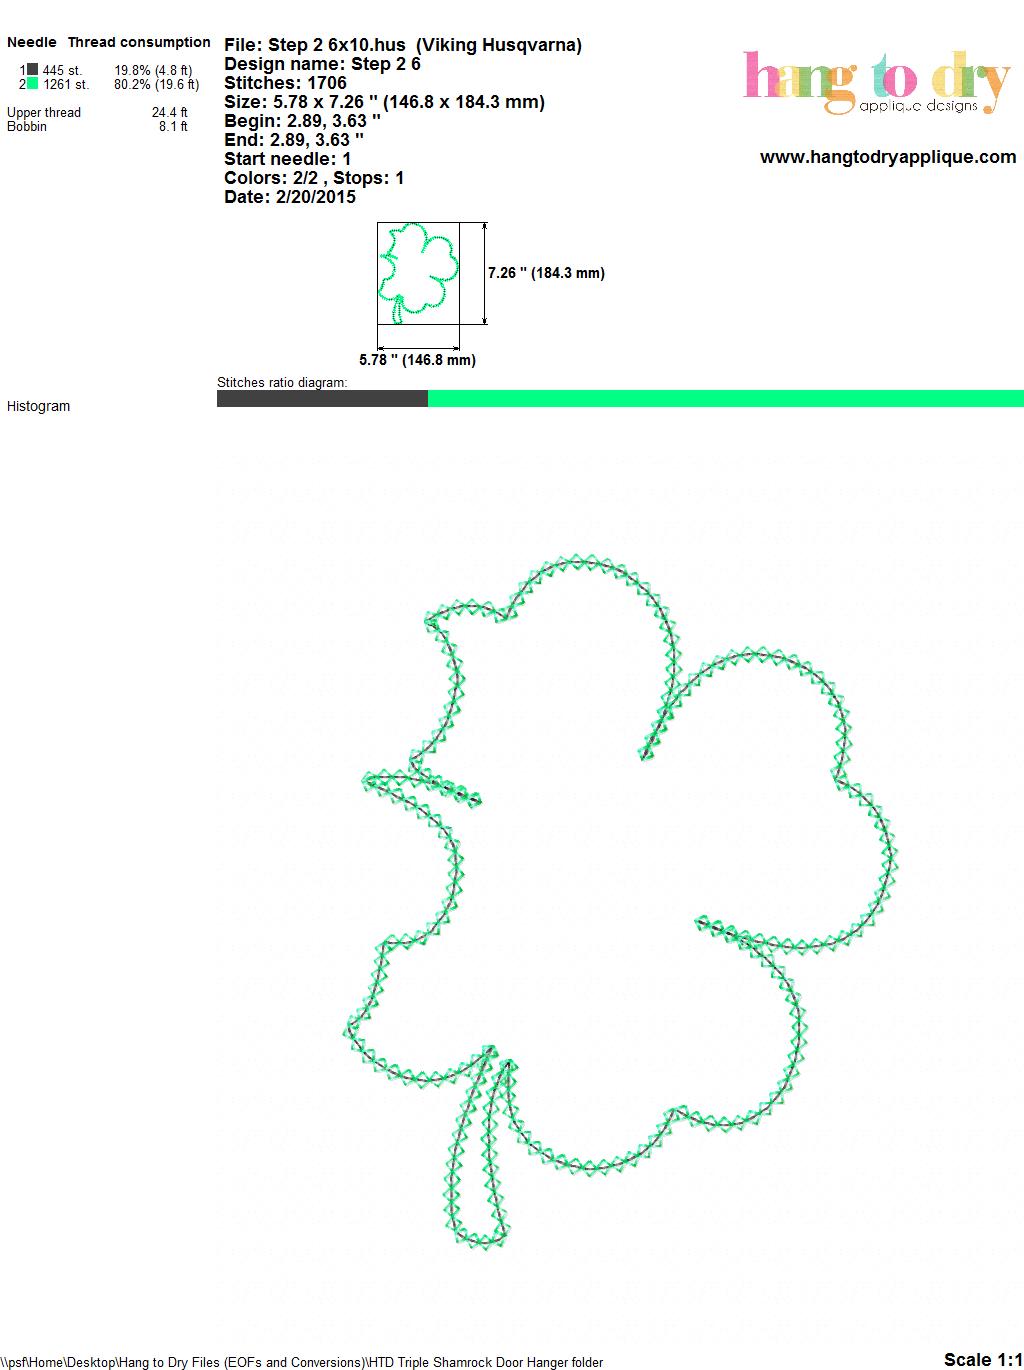 Needle Thread consumption
1 445 st. 19.8% (4.8 ft)
2 1261 st. 80.2% (19.6 ft)
Upper thread 24.4 ft
Bobbin 8.1 ft
File: Step 2 6x10.hus (Viking Husqvarna)
Design name: Step 2 6
Stitches: 1706
Size: 5.78 x 7.26 " (146.8 x 184.3 mm)
Begin: 2.89, 3.63 "
End: 2.89, 3.63 "
Start needle: 1
Colors: 2/2 , Stops: 1
Date: 2/20/2015
hang to dry
applique designs
www.hangtodryapplique.com
7.26 " (184.3 mm)
5.78 " (146.8 mm)
Stitches ratio diagram:
Histogram
\\psf\Home\Desktop\Hang to Dry Files (EOFs and Conversions)\HTD Triple Shamrock Door Hanger folder
Scale 1:1